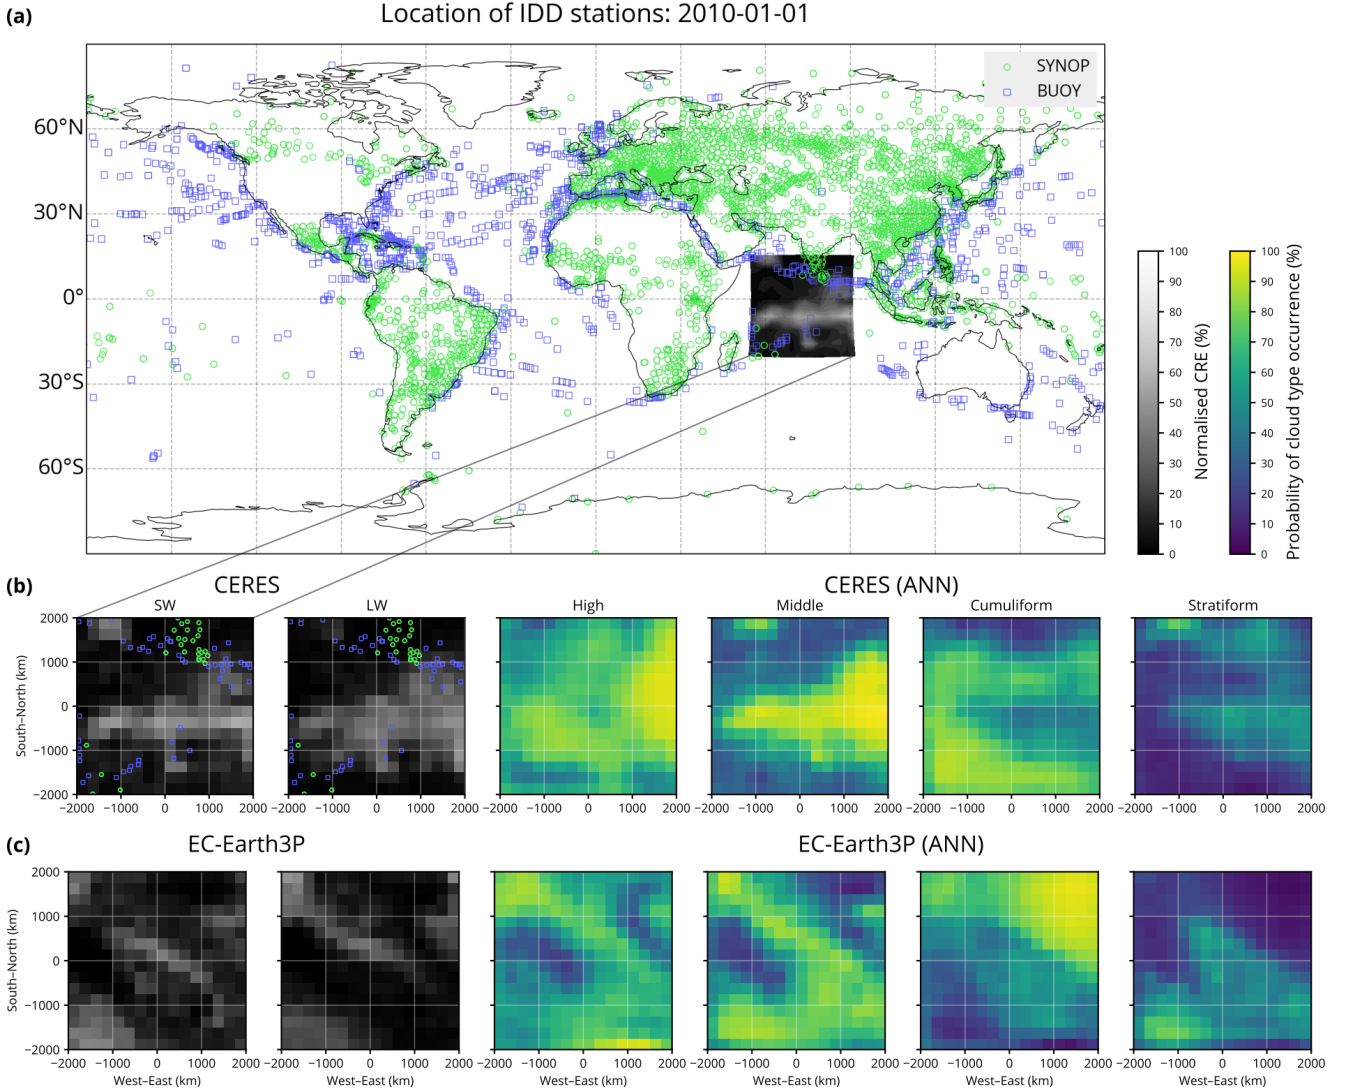 (a)
Location of IDD stations: 2010-01-01
SYNOP
BUOY
60°N
30°N
0°
30°S
60°S
100
90
80
70
60
50
40
30
20
10
0
Normalised CRE (%)
100
90
80
70
60
50
40
30
20
10
0
Probability of cloud type occurrence (%)
(b)
CERES
CERES (ANN)
SW
LW
High
Middle
Cumuliform
Stratiform
South–North (km)
2000
1000
0
−1000
−2000
−2000 −1000 0 1000 2000
−2000 −1000 0 1000 2000
−2000 −1000 0 1000 2000
−2000 −1000 0 1000 2000
−2000 −1000 0 1000 2000
−2000 −1000 0 1000 2000
(c)
EC-Earth3P
EC-Earth3P (ANN)
South–North (km)
2000
1000
0
−1000
−2000
−2000 −1000 0 1000 2000
−2000 −1000 0 1000 2000
−2000 −1000 0 1000 2000
−2000 −1000 0 1000 2000
−2000 −1000 0 1000 2000
−2000 −1000 0 1000 2000
West–East (km)
West–East (km)
West–East (km)
West–East (km)
West–East (km)
West–East (km)